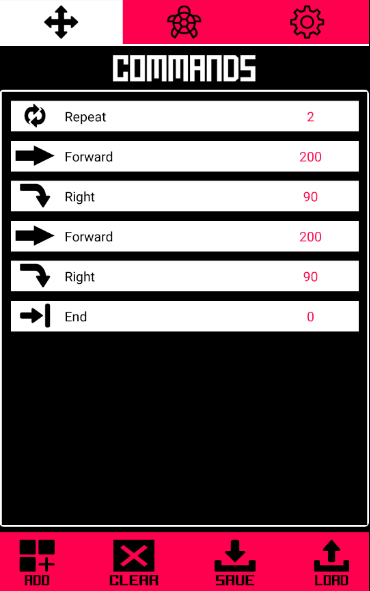 COMMANDS
Repeat 2
Forward 200
Right 90
Forward 200
Right 90
End 0
ADD CLEAR SAVE LOAD